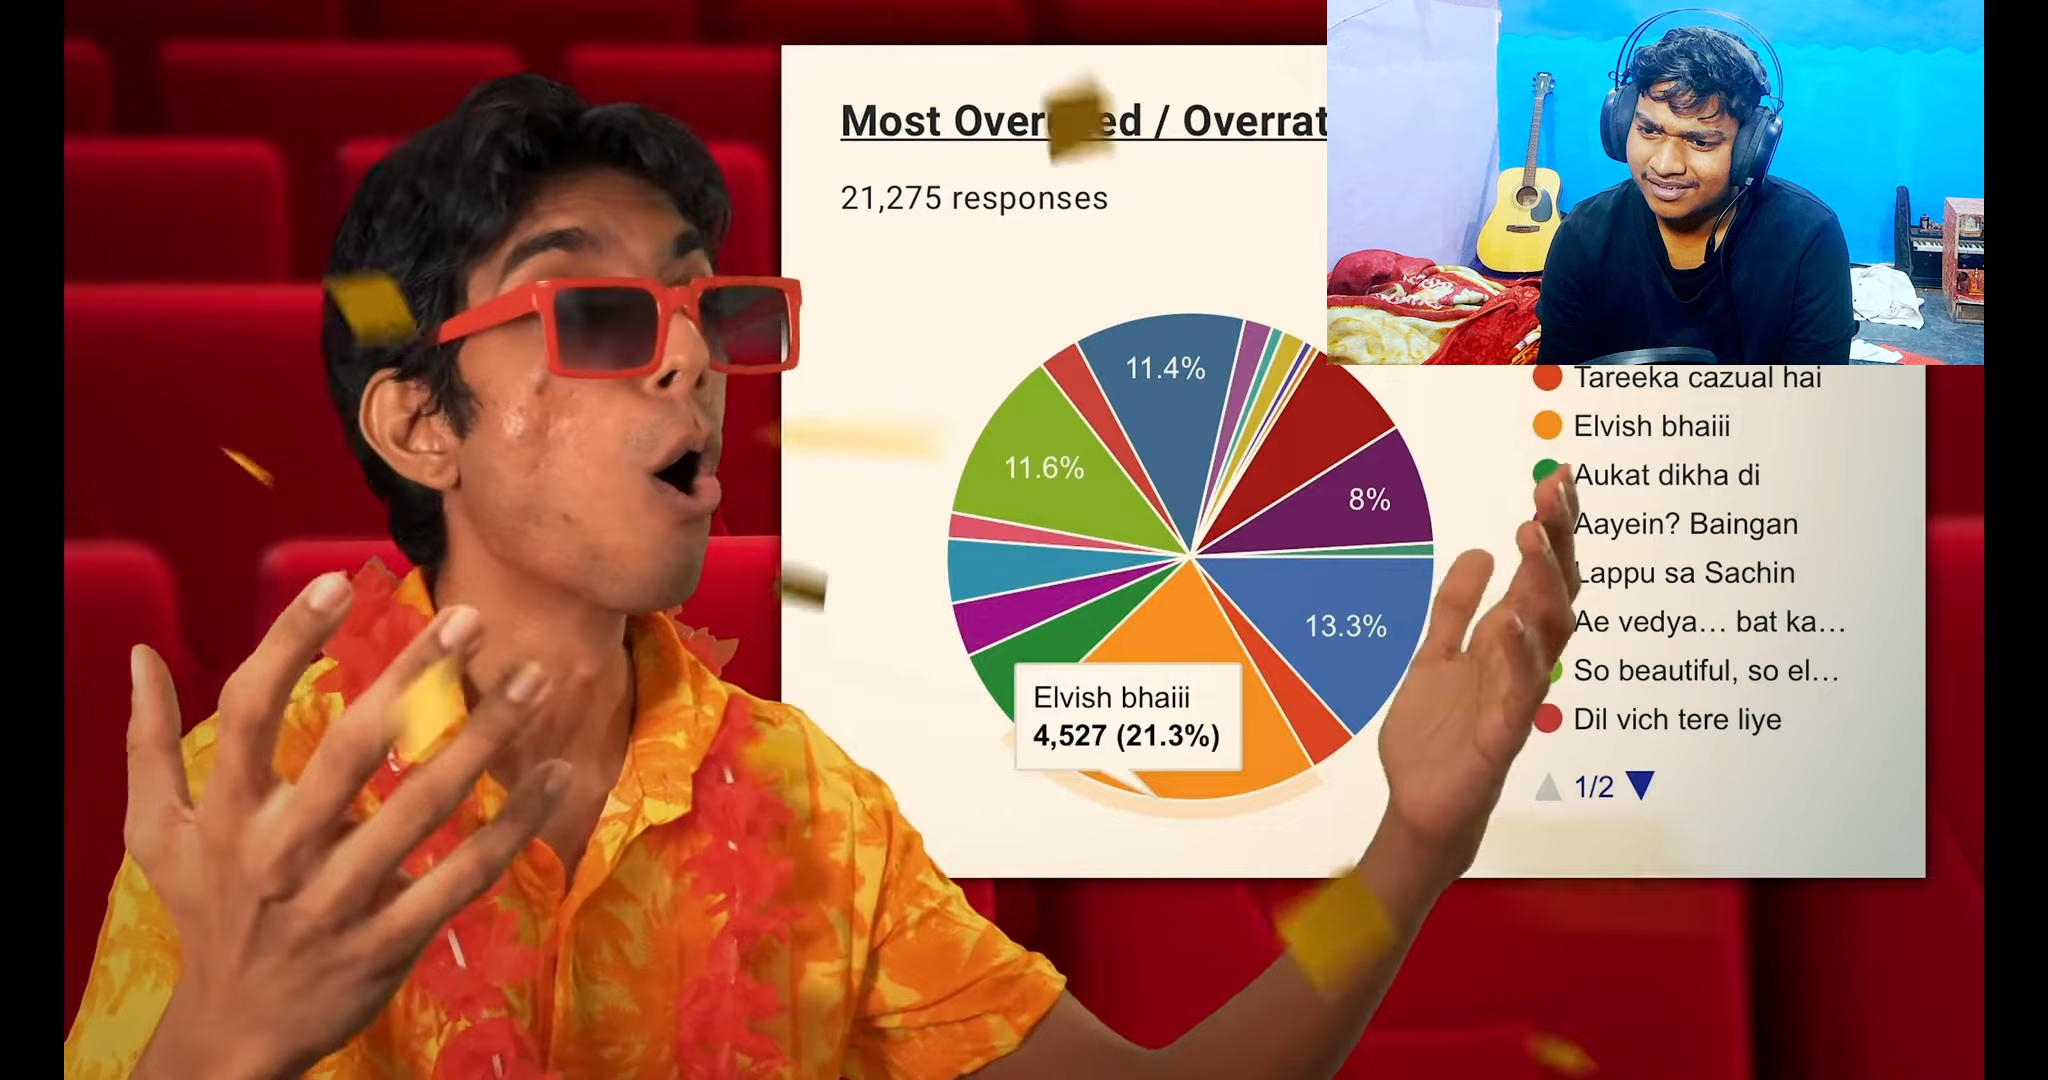 Most Over ed / Overrat
21,275 responses
11.4%
11.6%
8%
13.3%
Elvish bhaiii
4,527 (21.3%)
Tareeka cazual hai
Elvish bhaiii
Aukat dikha di
Aayein? Baingan
Lappu sa Sachin
Ae vedya… bat ka…
So beautiful, so el…
Dil vich tere liye
1/2